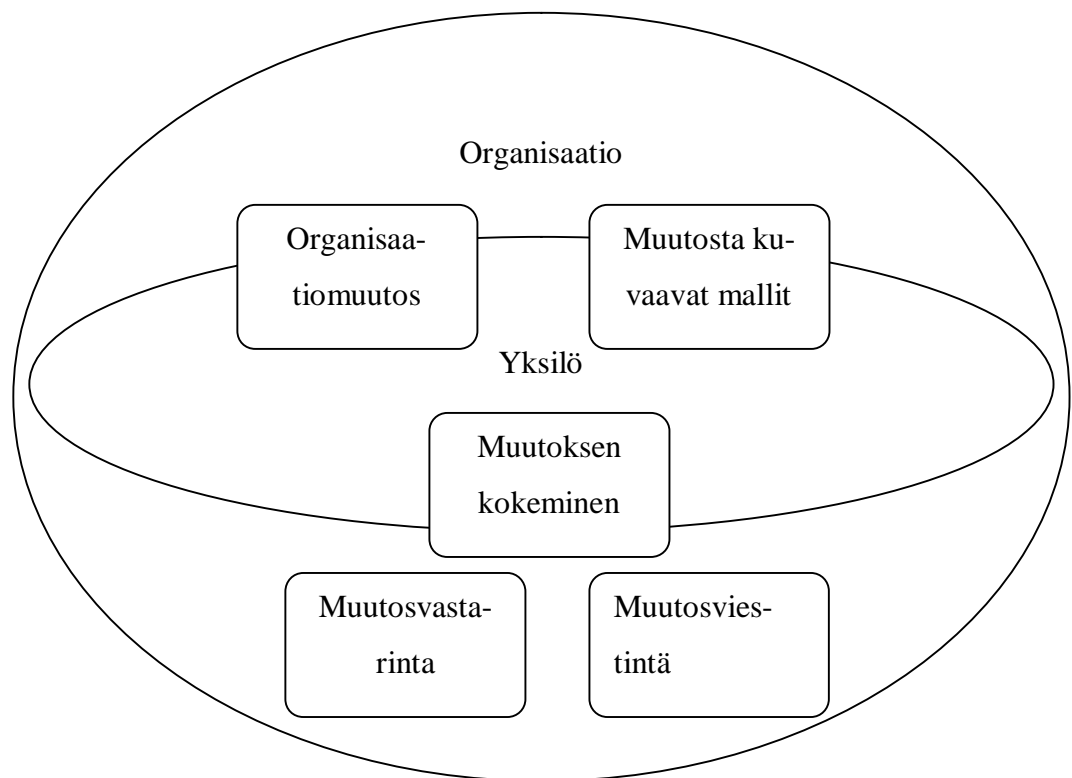 Organisaatio
Organisaa-
tiomuutos
Muutosta ku-
vaavat mallit
Yksilö
Muutoksen
kokeminen
Muutosvasta-
rinta
Muutosvies-
tintä